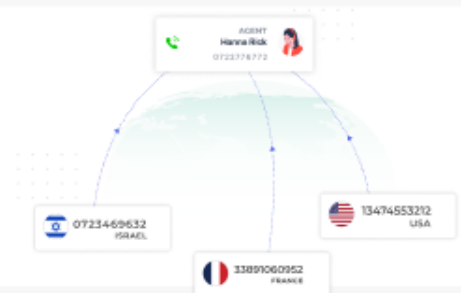 AGENT
Hanna Rick
0723776772
0723469632
ISRAEL
13474553212
USA
33891060952
FRANCE